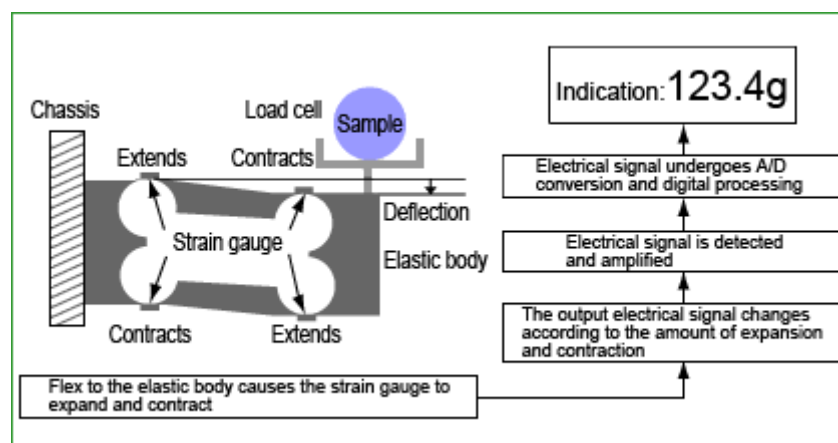 Chassis
Load cell
Sample
Extends
Contracts
Deflection
Strain gauge
Elastic body
Contracts
Extends
Indication:123.4g
Electrical signal undergoes A/D
conversion and digital processing
Electrical signal is detected
and amplified
The output electrical signal changes
according to the amount of expansion
and contraction
Flex to the elastic body causes the strain gauge to
expand and contract